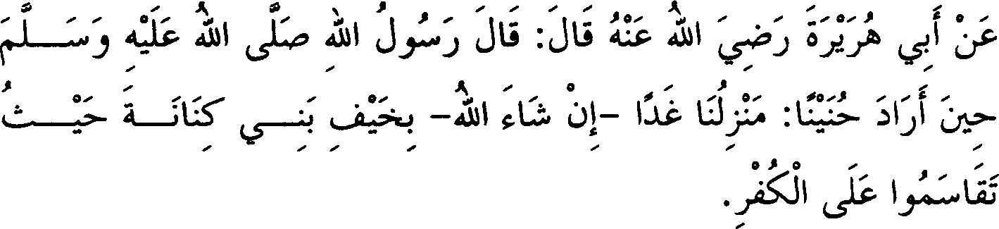 عَنْ أَبِي هُرَيْرَةَ رَضِيَ اللهُ عَنْهُ قَالَ: قَالَ رَسُولُ اللهِ صَلَّى اللهُ عَلَيْهِ وَسَلَّمَ
حِينَ أَرَادَ حُنَيْنًا: مَنْزِلُنَا غَدًا -إِنْ شَاءَ اللهُ- بِخَيْفِ بَنِي كِنَانَةَ حَيْثُ
تَقَاسَمُوا عَلَى الْكُفْرِ.